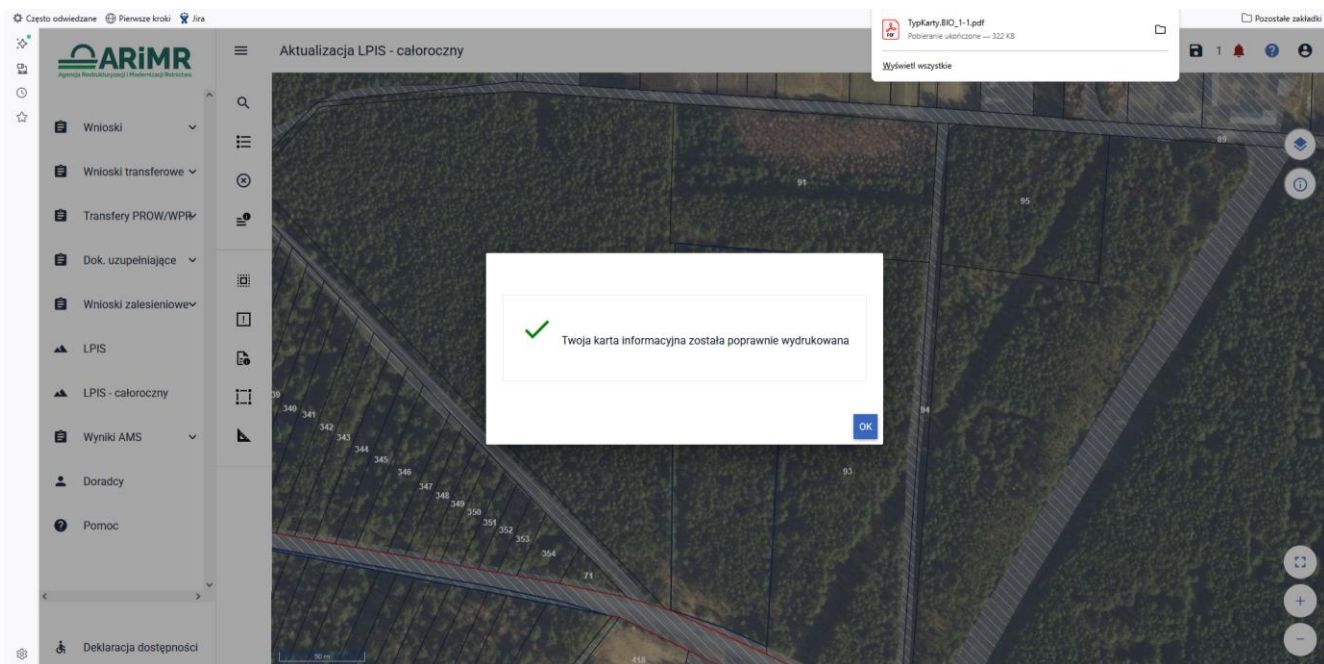 Często odwiedzane
Pierwsze kroki
Jira
TypKarty.BIO_1-1.pdf
Pobieranie ukończone — 322 KB
Wyświetl wszystkie
Pozostałe zakładki
ARiMR
Agencja Restrukturyzacji i Modernizacji Rolnictwa
Aktualizacja LPIS - całoroczny
1
Wnioski
Wnioski transferowe
Transfery PROW/WPR
Dok. uzupełniające
Wnioski zalesieniowe
LPIS
LPIS - całoroczny
Wyniki AMS
Doradcy
Pomoc
Deklaracja dostępności
Twoja karta informacyjna została poprawnie wydrukowana
OK
89
91
95
94
93
39
340
341
342
343
344
345
346
347
348
349
350
351
352
353
354
71
418
50 m